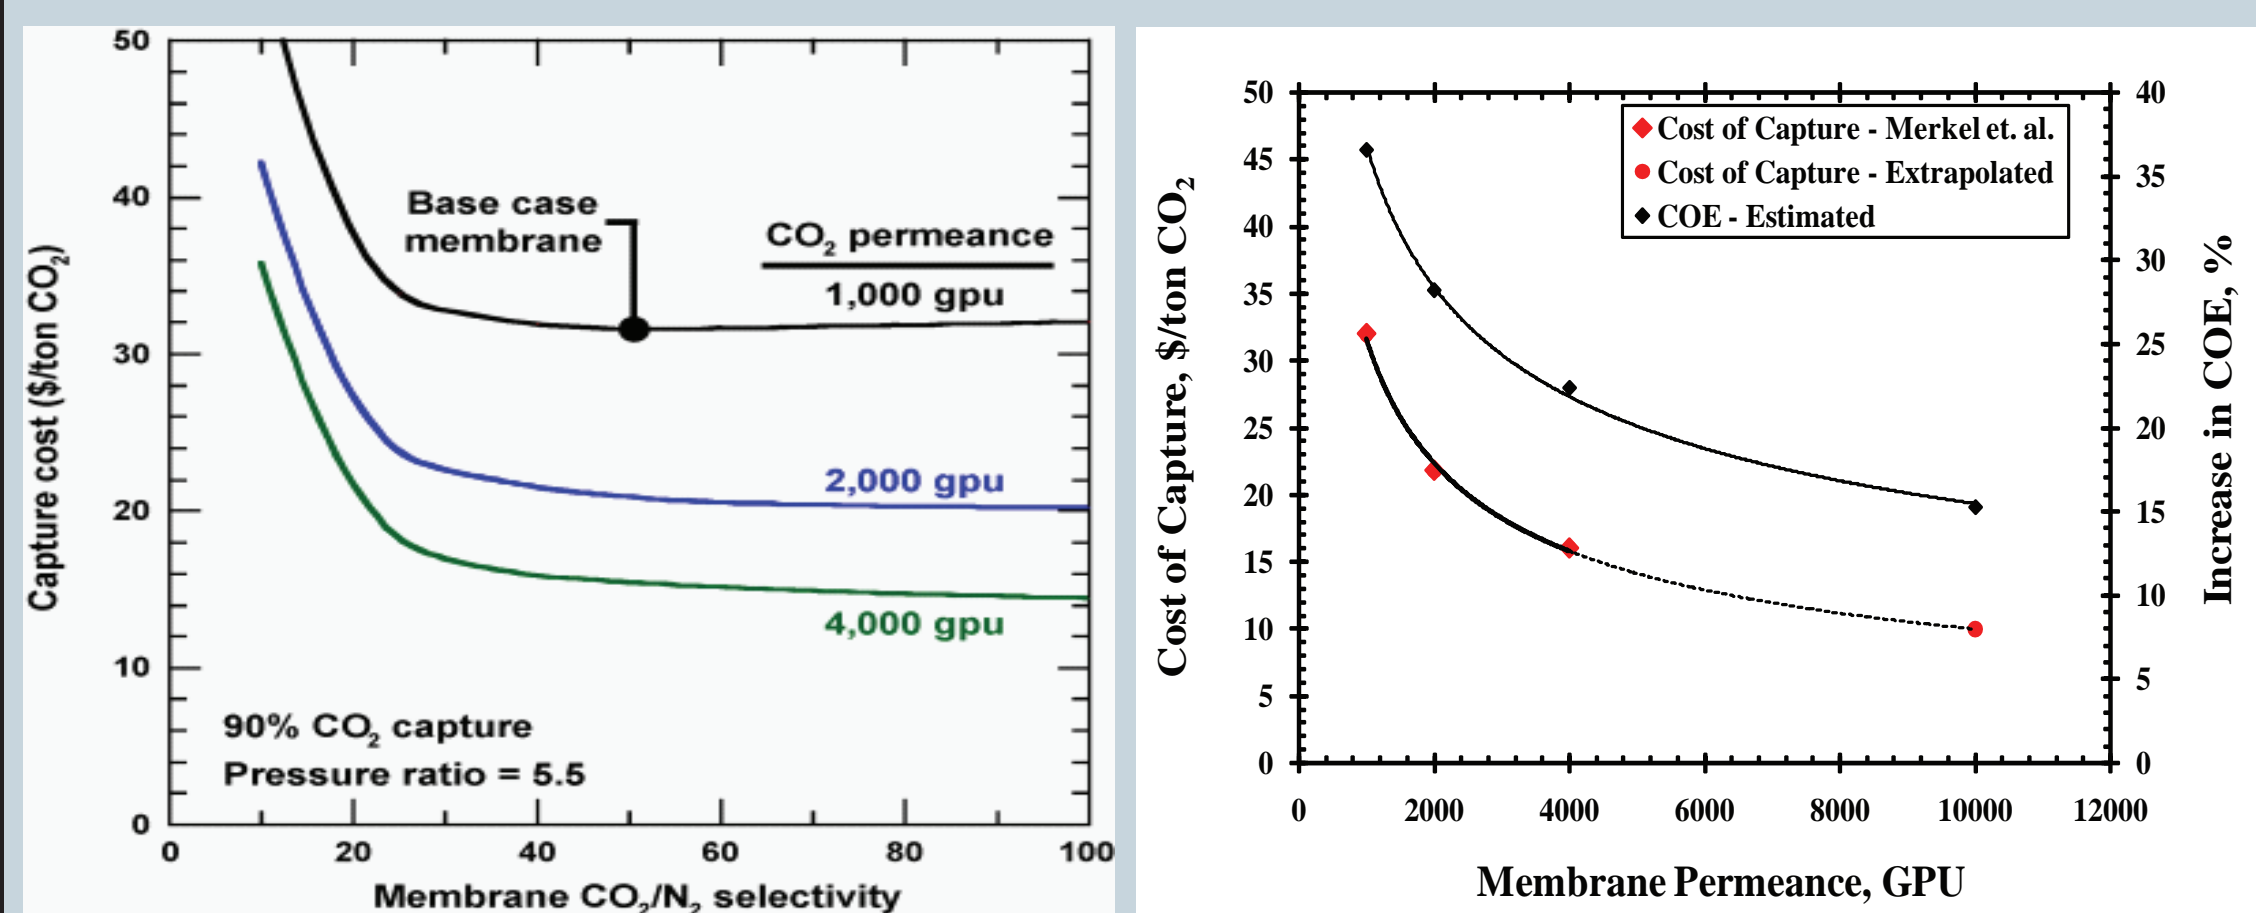 50
40
30
20
10
0
Capture cost ($/ton CO₂)
Base case
membrane
CO₂ permeance
1,000 gpu
2,000 gpu
4,000 gpu
90% CO₂ capture
Pressure ratio = 5.5
0 20 40 60 80 100
Membrane CO₂/N₂ selectivity
50
45
40
35
30
25
20
15
10
5
0
Cost of Capture, $/ton CO₂
Cost of Capture - Merkel et. al.
Cost of Capture - Extrapolated
COE - Estimated
40
35
30
25
20
15
10
5
0
Increase in COE, %
0 2000 4000 6000 8000 10000 12000
Membrane Permeance, GPU